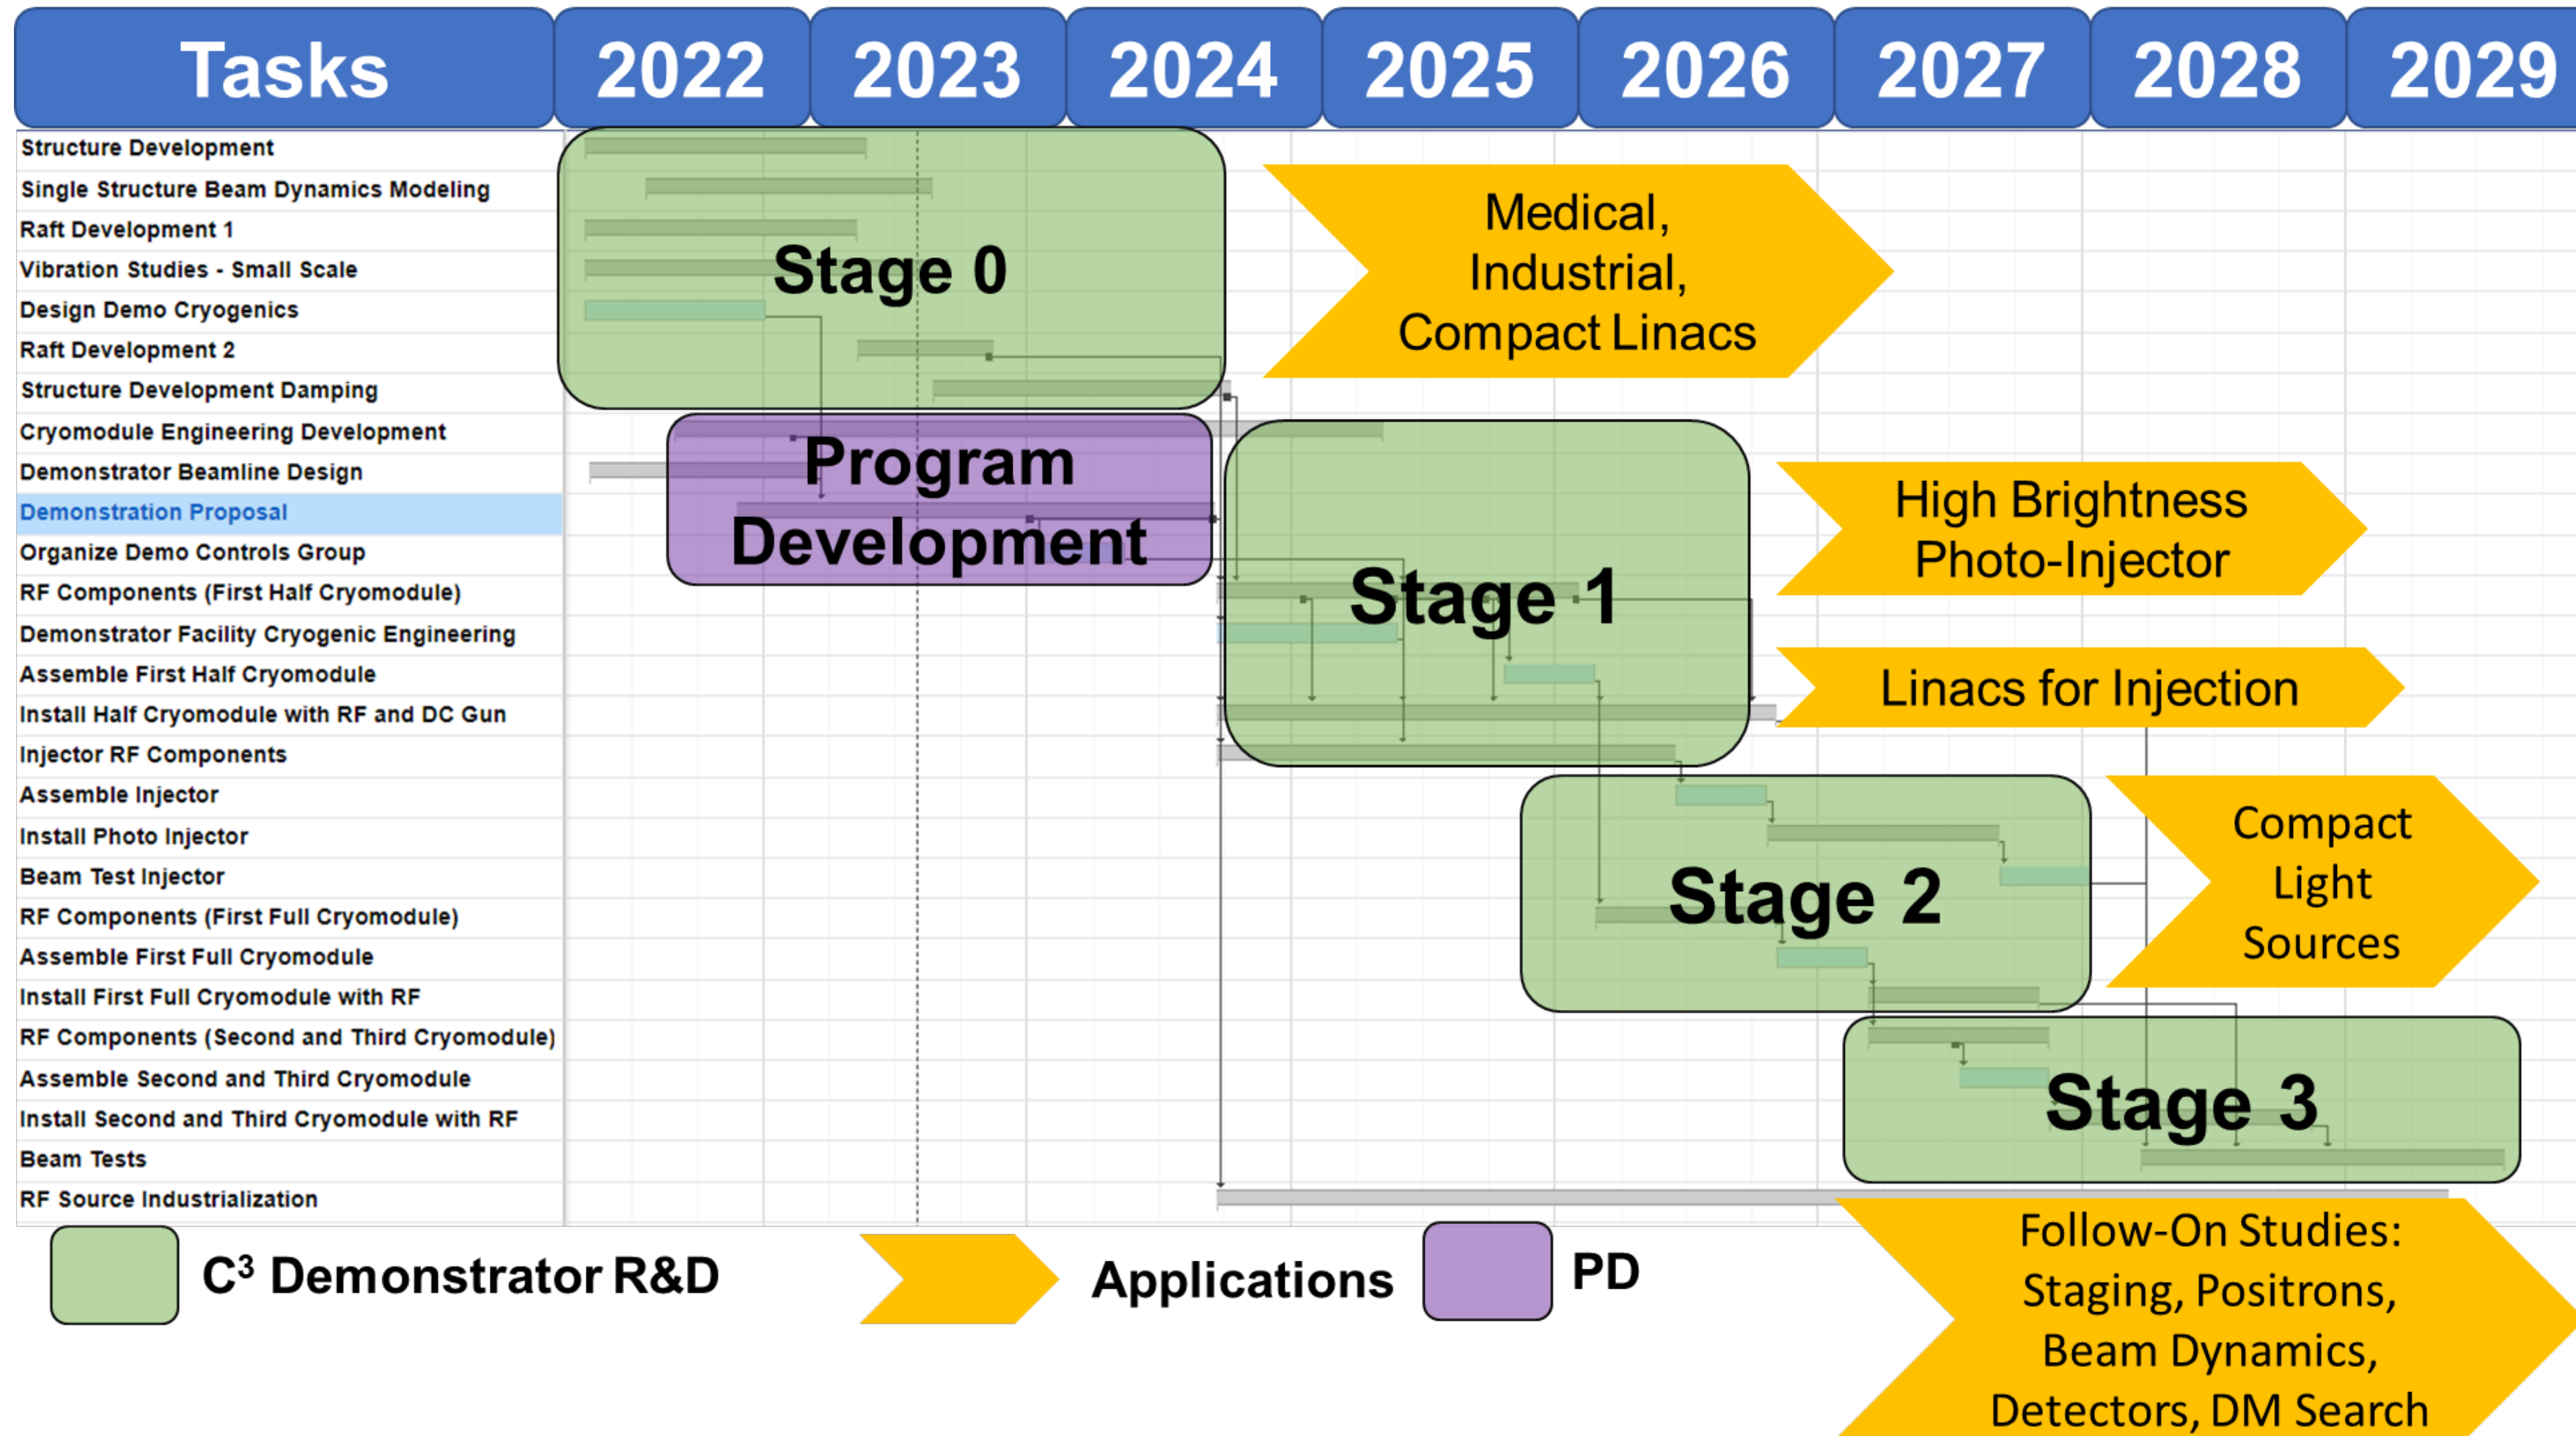 Tasks 2022 2023 2024 2025 2026 2027 2028 2029
Structure Development
Single Structure Beam Dynamics Modeling
Raft Development 1
Vibration Studies - Small Scale
Design Demo Cryogenics
Raft Development 2
Structure Development Damping
Cryomodule Engineering Development
Demonstrator Beamline Design
Demonstration Proposal
Organize Demo Controls Group
RF Components (First Half Cryomodule)
Demonstrator Facility Cryogenic Engineering
Assemble First Half Cryomodule
Install Half Cryomodule with RF and DC Gun
Injector RF Components
Assemble Injector
Install Photo Injector
Beam Test Injector
RF Components (First Full Cryomodule)
Assemble First Full Cryomodule
Install First Full Cryomodule with RF
RF Components (Second and Third Cryomodule)
Assemble Second and Third Cryomodule
Install Second and Third Cryomodule with RF
Beam Tests
RF Source Industrialization
Stage 0
Medical,
Industrial,
Compact Linacs
Program
Development
Stage 1
High Brightness
Photo-Injector
Linacs for Injection
Stage 2
Compact
Light
Sources
Stage 3
Follow-On Studies:
Staging, Positrons,
Beam Dynamics,
Detectors, DM Search
C³ Demonstrator R&D
Applications
PD